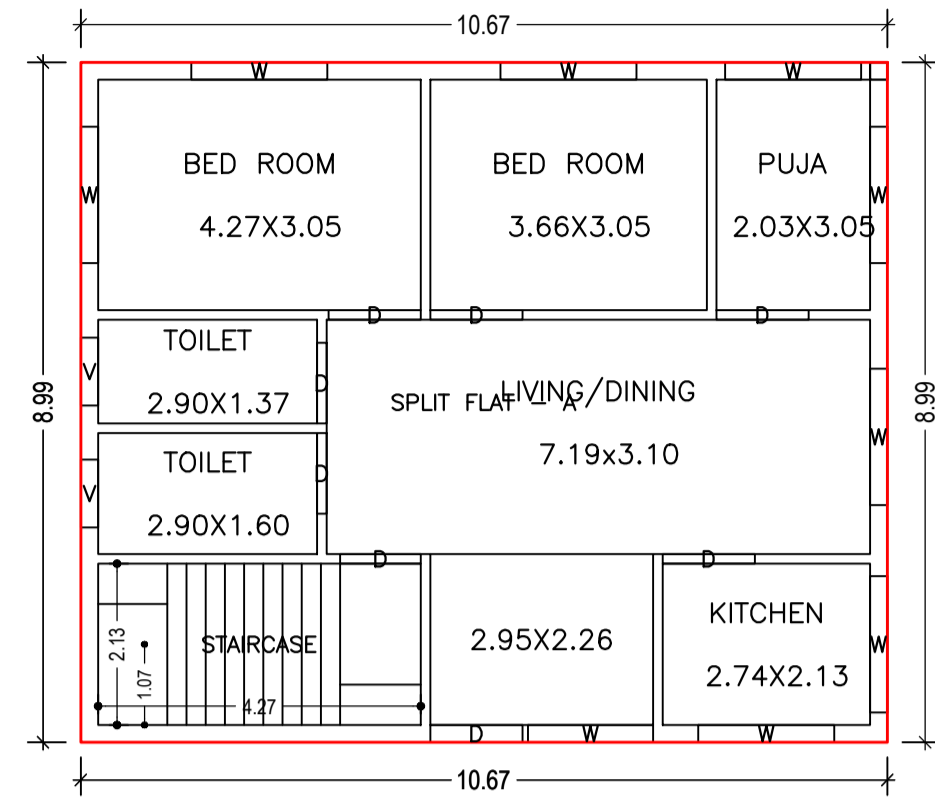 10.67
W W W
BED ROOM
4.27X3.05
BED ROOM
3.66X3.05
PUJA
2.03X3.05
W
W
D D D
8.99
8.99
TOILET
2.90X1.37
V
D
SPLIT FLAT - A
LIVING/DINING
7.19x3.10
W
TOILET
2.90X1.60
V
D
D
D
STAIRCASE
2.13
1.07
4.27
2.95X2.26
KITCHEN
2.74X2.13
W
D W W
10.67